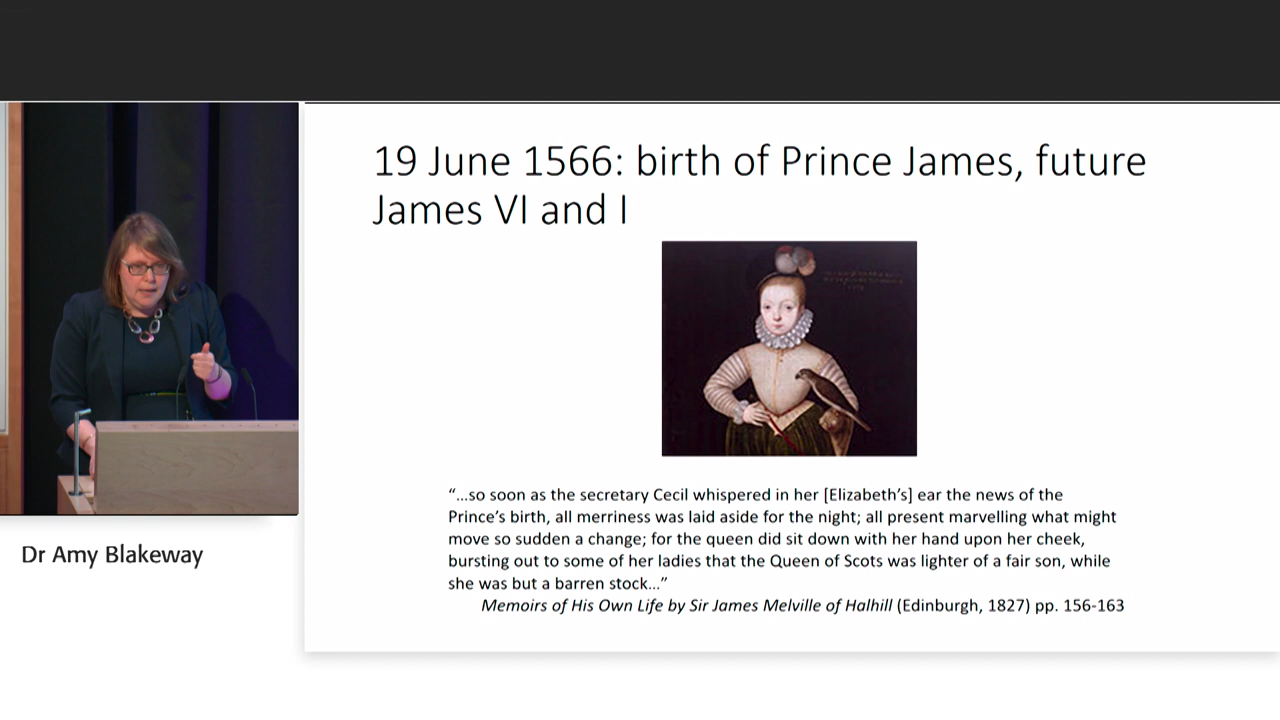 19 June 1566: birth of Prince James, future
James VI and I
“...so soon as the secretary Cecil whispered in her [Elizabeth’s] ear the news of the
Prince’s birth, all merriness was laid aside for the night; all present marvelling what might
move so sudden a change; for the queen did sit down with her hand upon her cheek,
bursting out to some of her ladies that the Queen of Scots was lighter of a fair son, while
she was but a barren stock...”
Memoirs of His Own Life by Sir James Melville of Halhill (Edinburgh, 1827) pp. 156-163
Dr Amy Blakeway